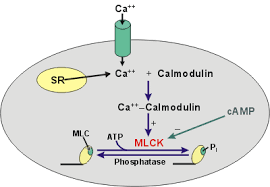 Ca++
SR
Ca++ + Calmodulin
Ca++–Calmodulin
cAMP
+
–
MLC
ATP
MLCK
Pi
Phosphatase